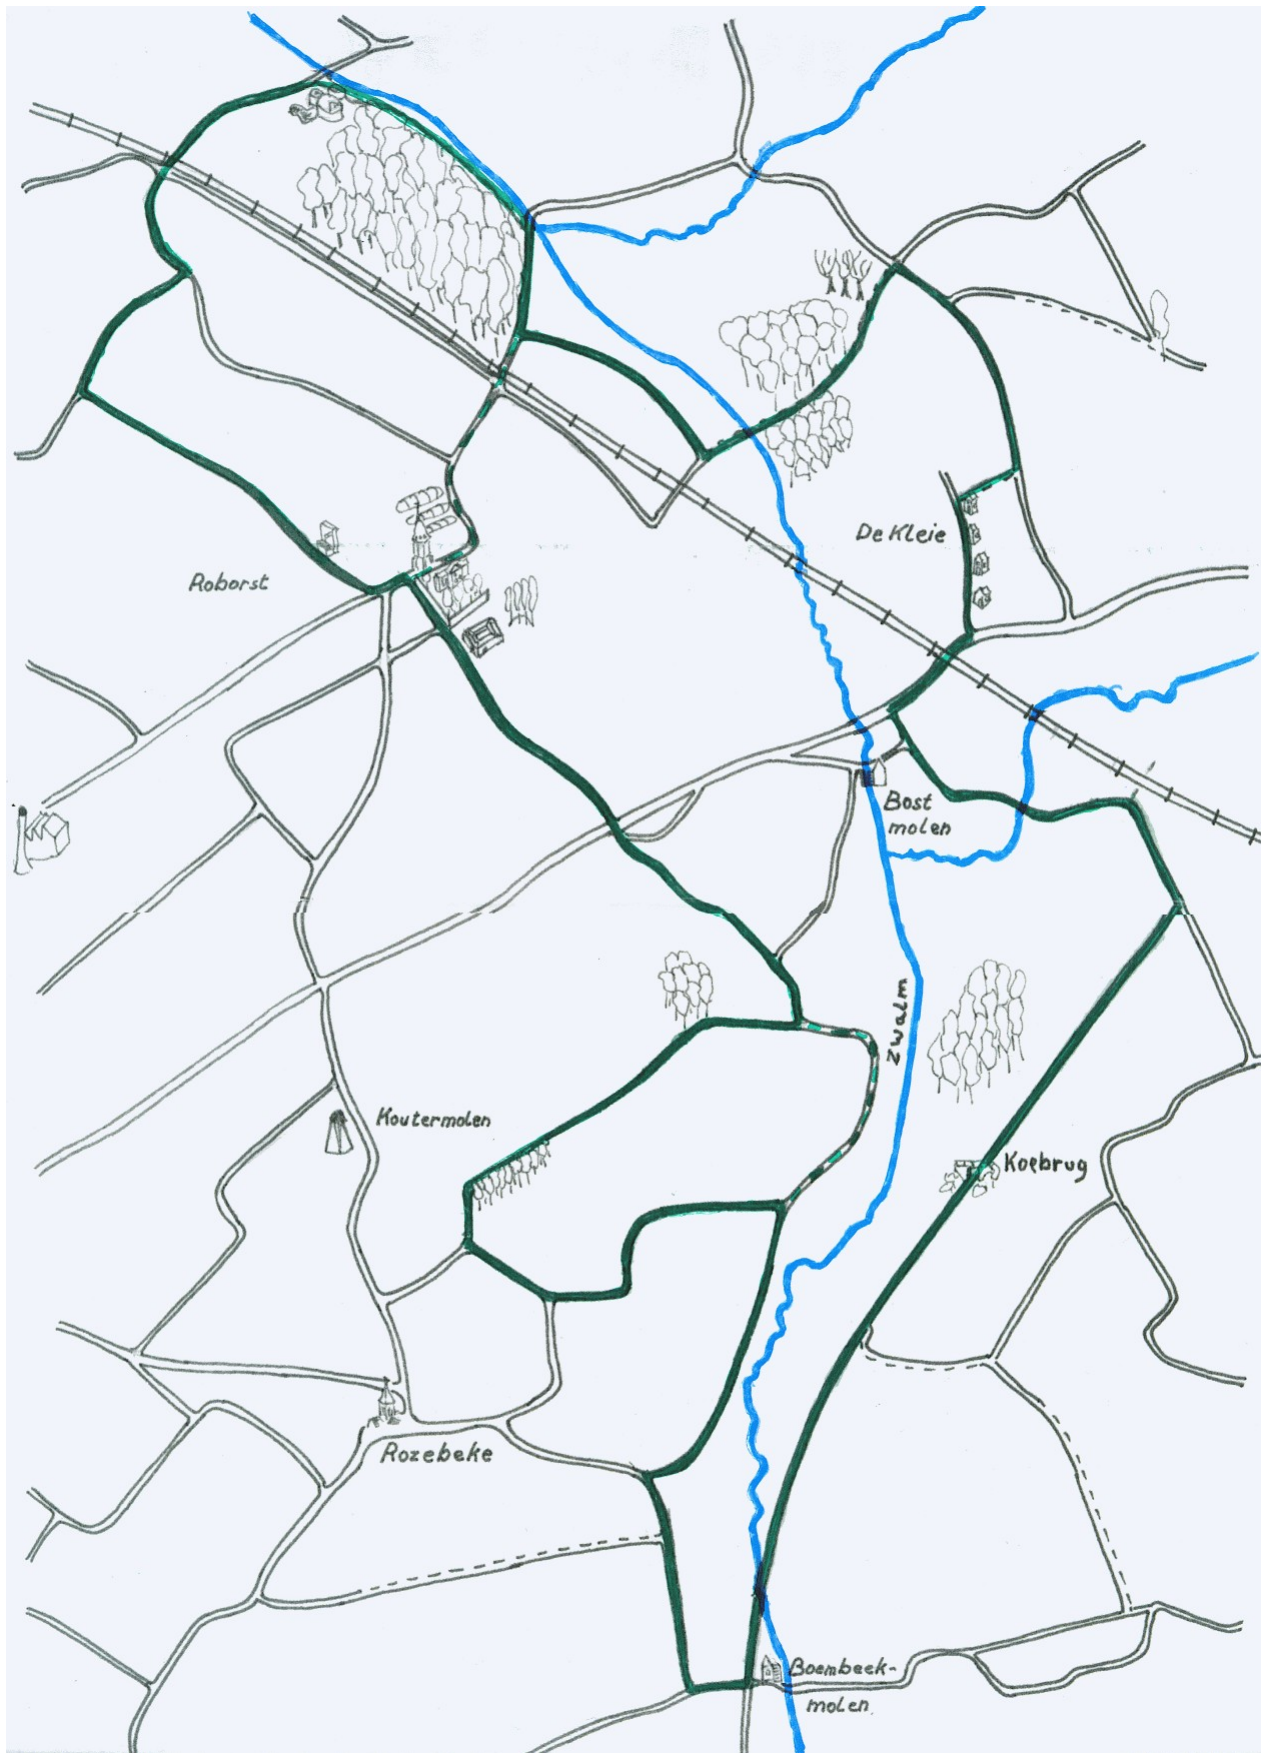 De Kleie
Roborst
Bost
molen
Zwalm
Koutermolen
Koebrug
Rozebeke
Boembeek-
molen